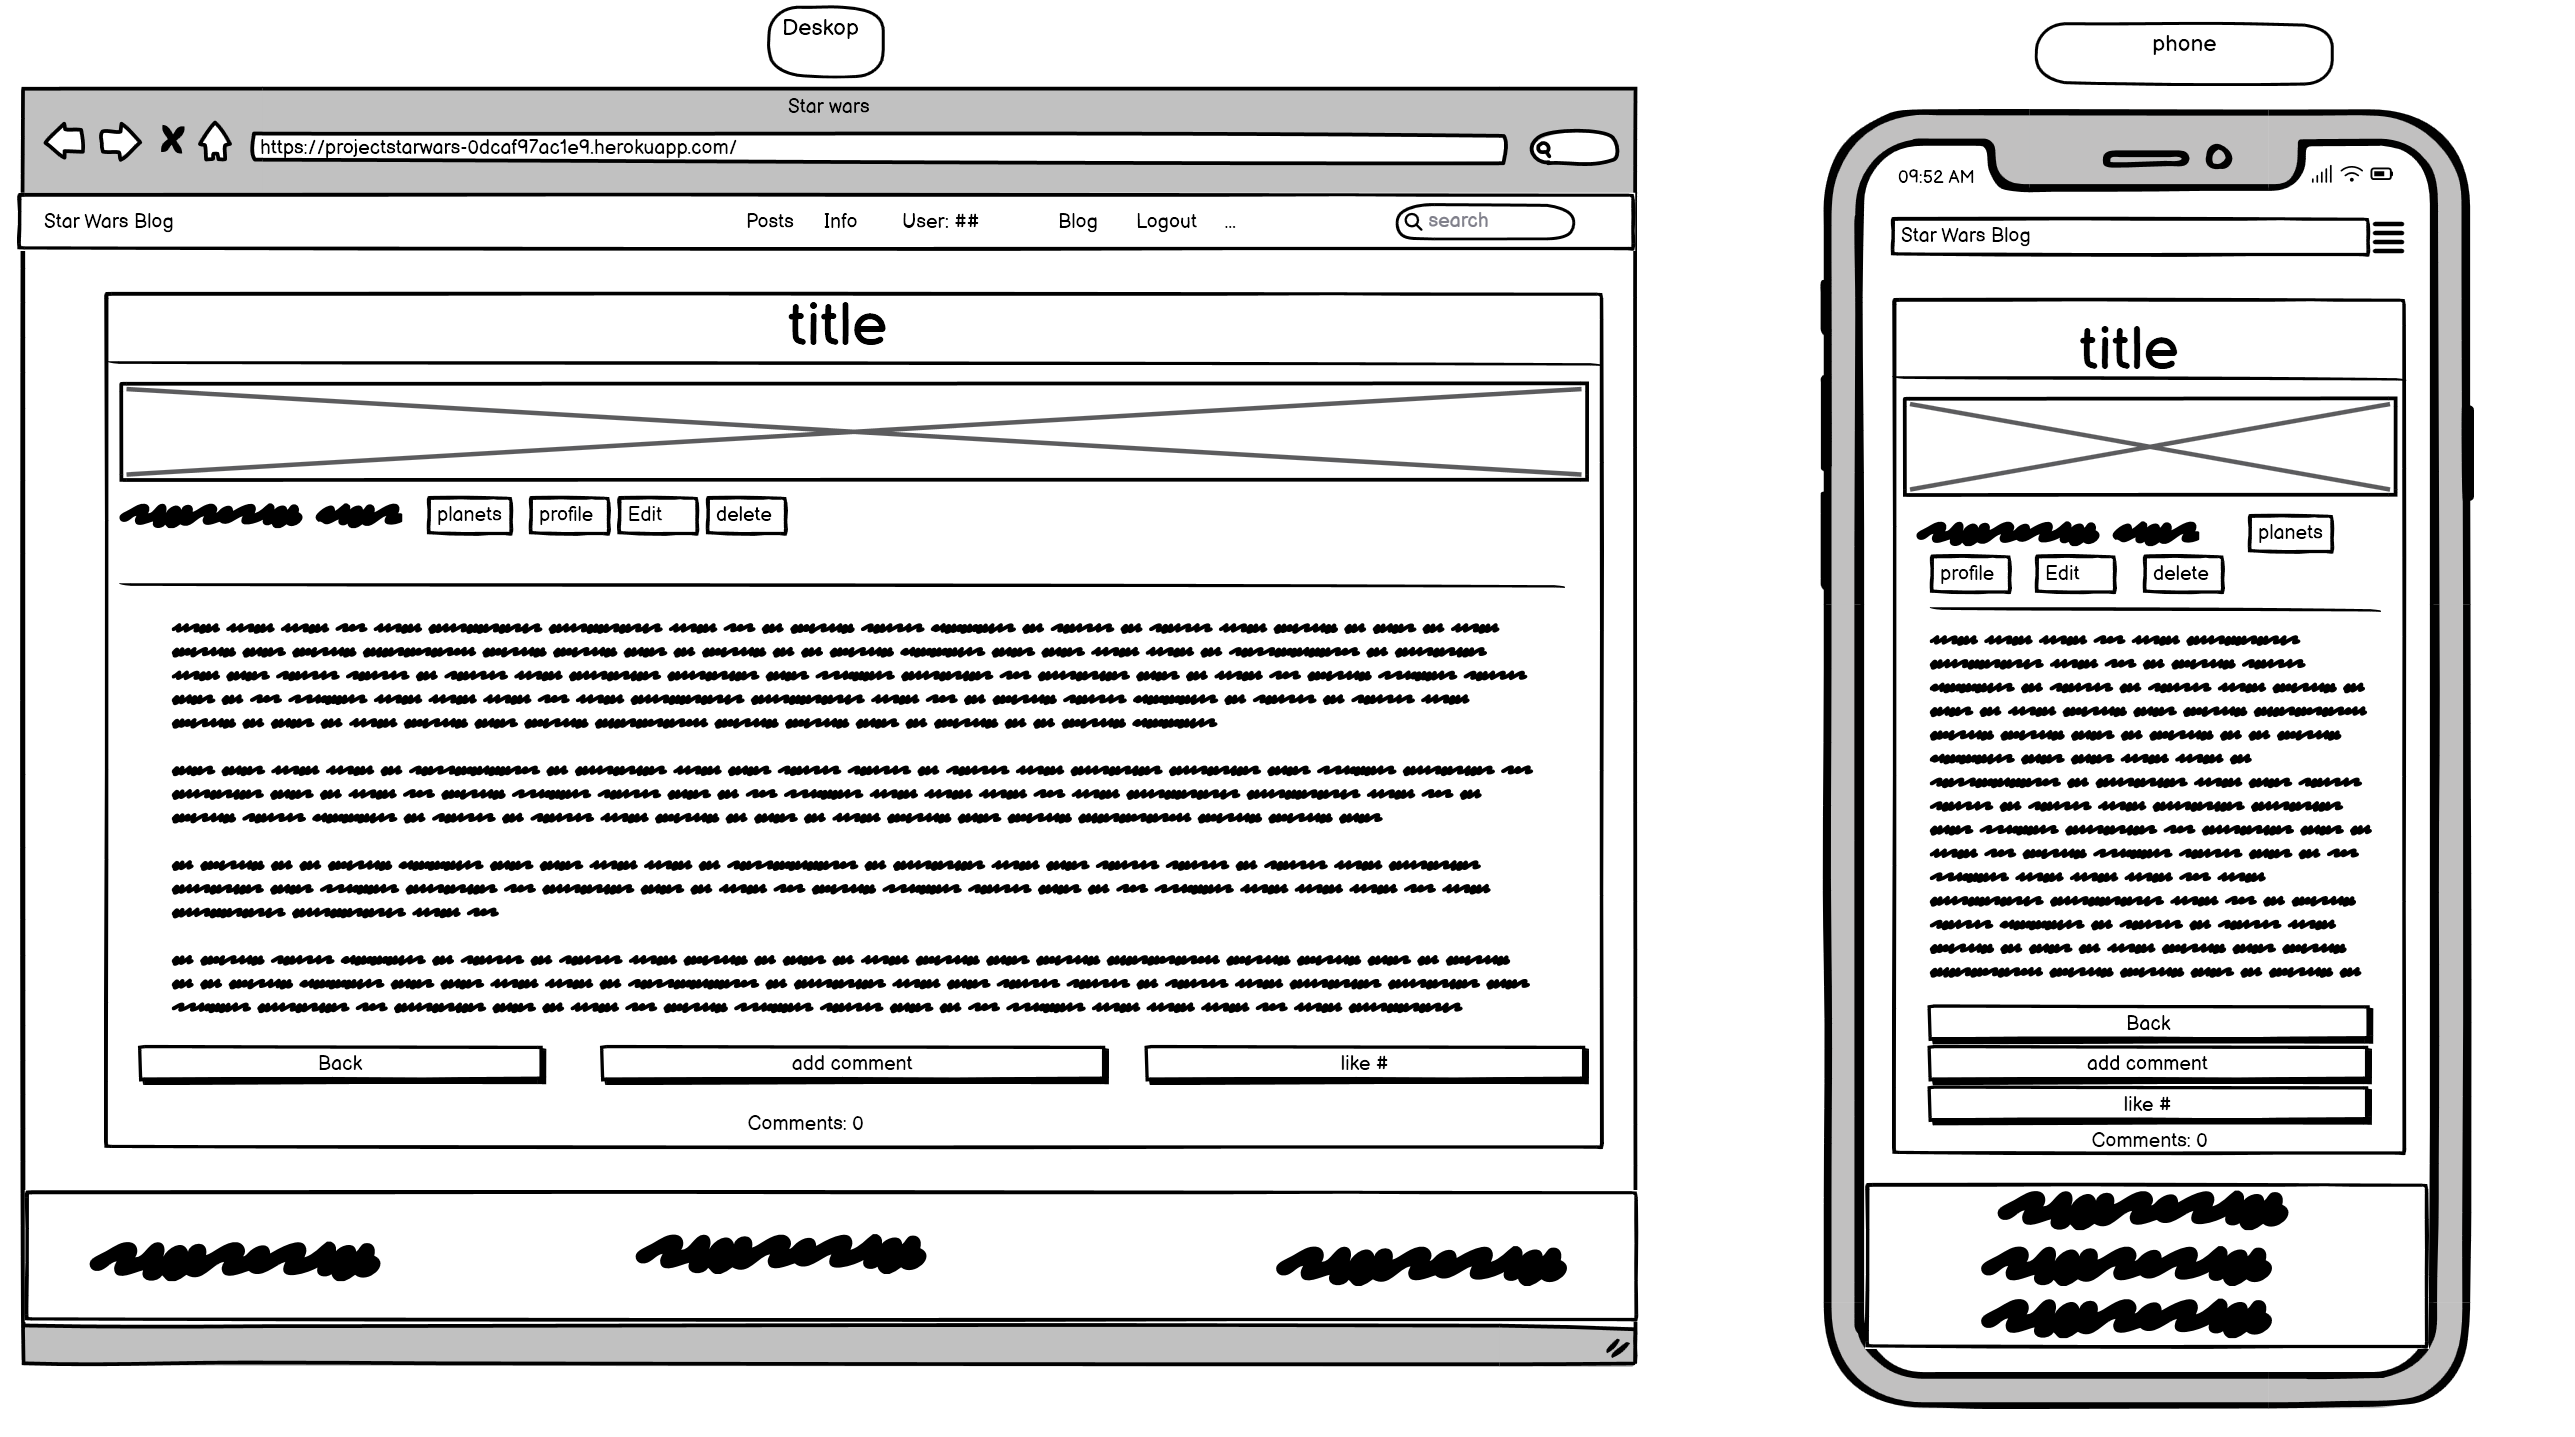 Deskop
Star wars
https://projectstarwars-0dcaf97ac1e9.herokuapp.com/
Star Wars Blog Posts Info User: ## Blog Logout ... search
title
planets profile Edit delete
Back add comment like #
Comments: 0
phone
09:52 AM
Star Wars Blog
title
planets
profile Edit delete
Back
add comment
like #
Comments: 0